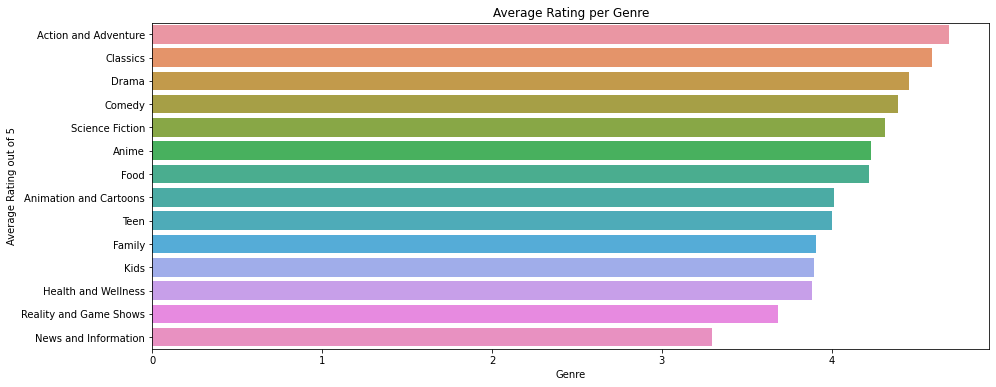 Average Rating per Genre
Average Rating out of 5
Action and Adventure
Classics
Drama
Comedy
Science Fiction
Anime
Food
Animation and Cartoons
Teen
Family
Kids
Health and Wellness
Reality and Game Shows
News and Information
0 1 2 3 4
Genre